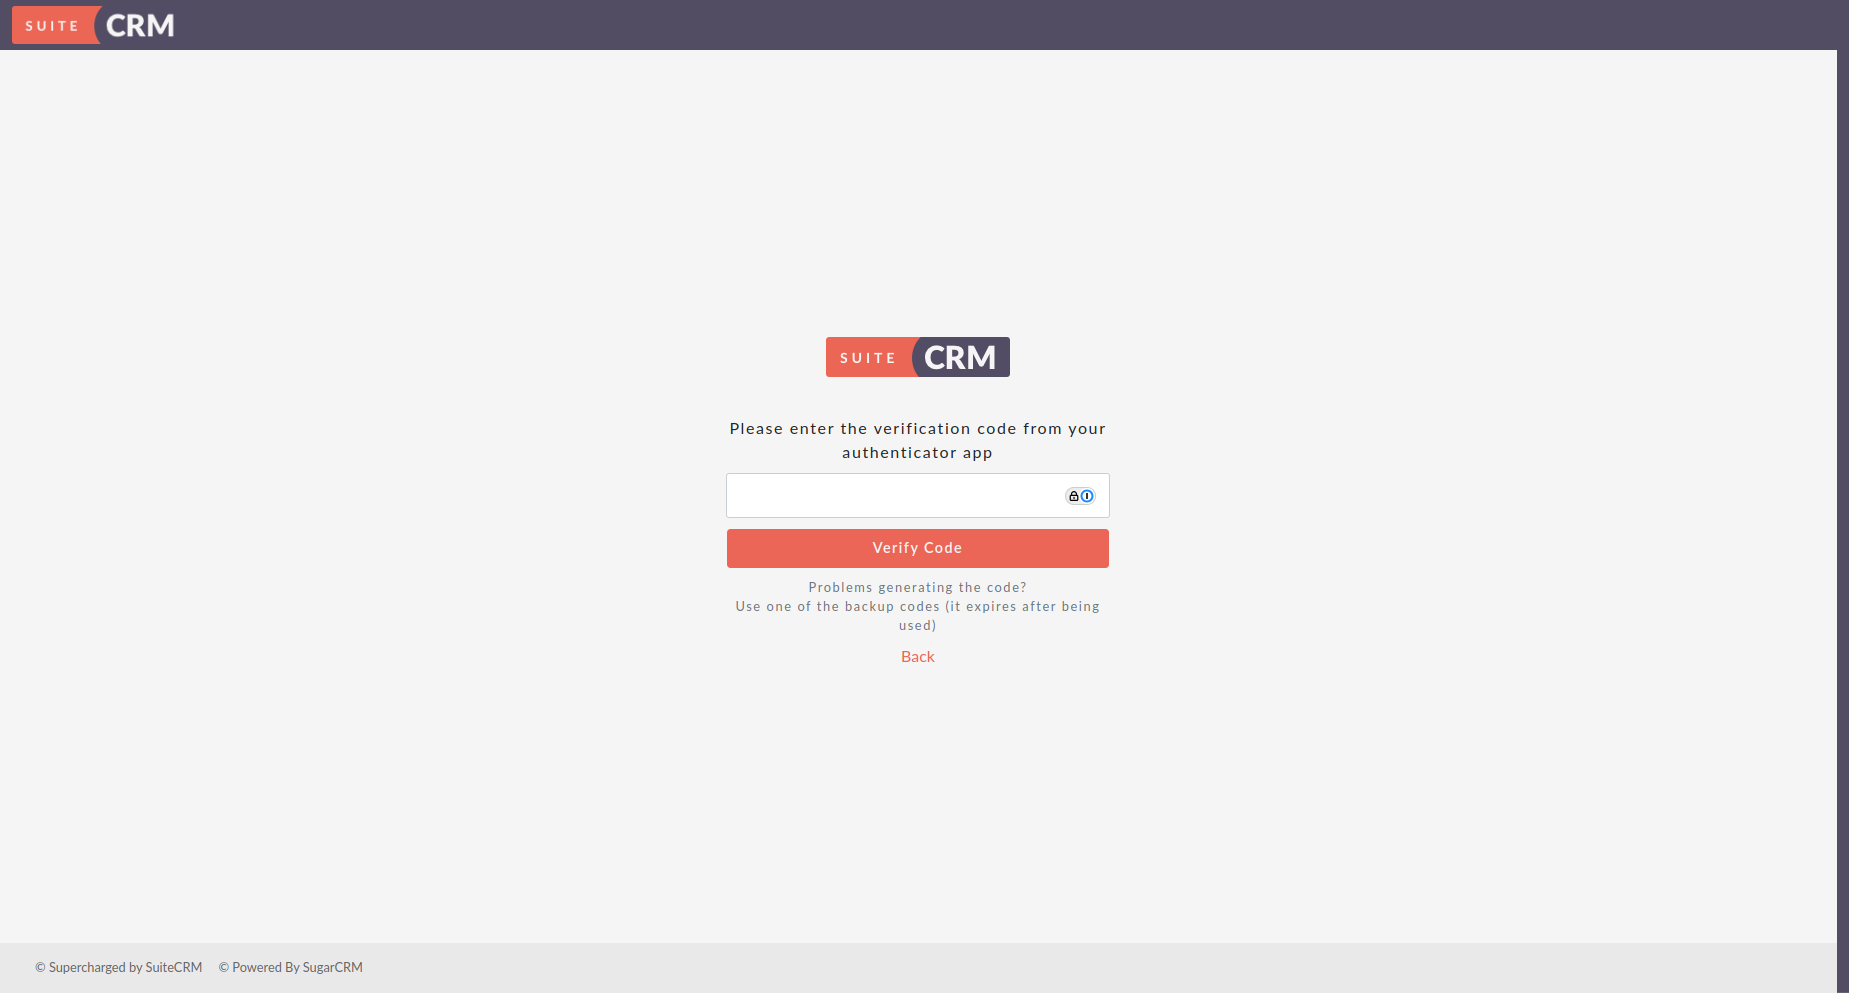 SUITE CRM
SUITE CRM
Please enter the verification code from your
authenticator app
Verify Code
Problems generating the code?
Use one of the backup codes (it expires after being
used)
Back
© Supercharged by SuiteCRM © Powered By SugarCRM